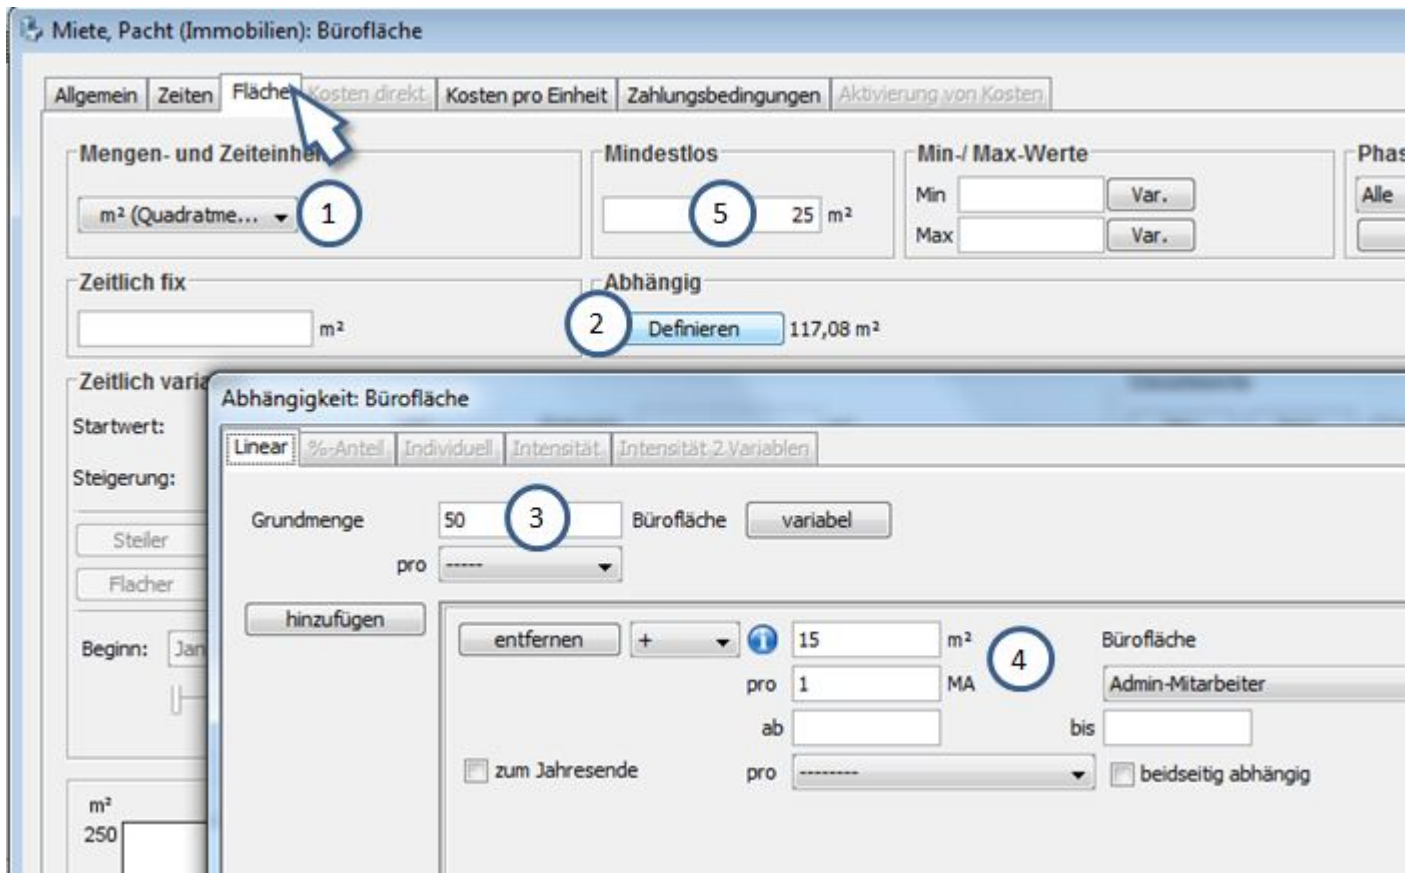 Miete, Pacht (Immobilien): Bürofläche
Allgemein Zeiten Fläche Kosten direkt Kosten pro Einheit Zahlungsbedingungen Aktivierung von Kosten
Mengen- und Zeiteinhei Mindestlos Min-/ Max-Werte Phas
m² (Quadratme... 1 5 25 m² Min Var. Alle
Max Var.
Zeitlich fix Abhängig
m² 2 Definieren 117,08 m²
Zeitlich varia
Abhängigkeit: Bürofläche
Startwert:
Linear %-Anteil Individuell Intensität Intensität 2 Variablen
Steigerung:
Grundmenge 50 3 Bürofläche variabel
Steiler
pro -----
Flacher
hinzufügen
entfernen + i 15 m² 4 Bürofläche
Beginn: Jan
pro 1 MA Admin-Mitarbeiter
ab bis
zum Jahresende pro -------- beidseitig abhängig
m²
250